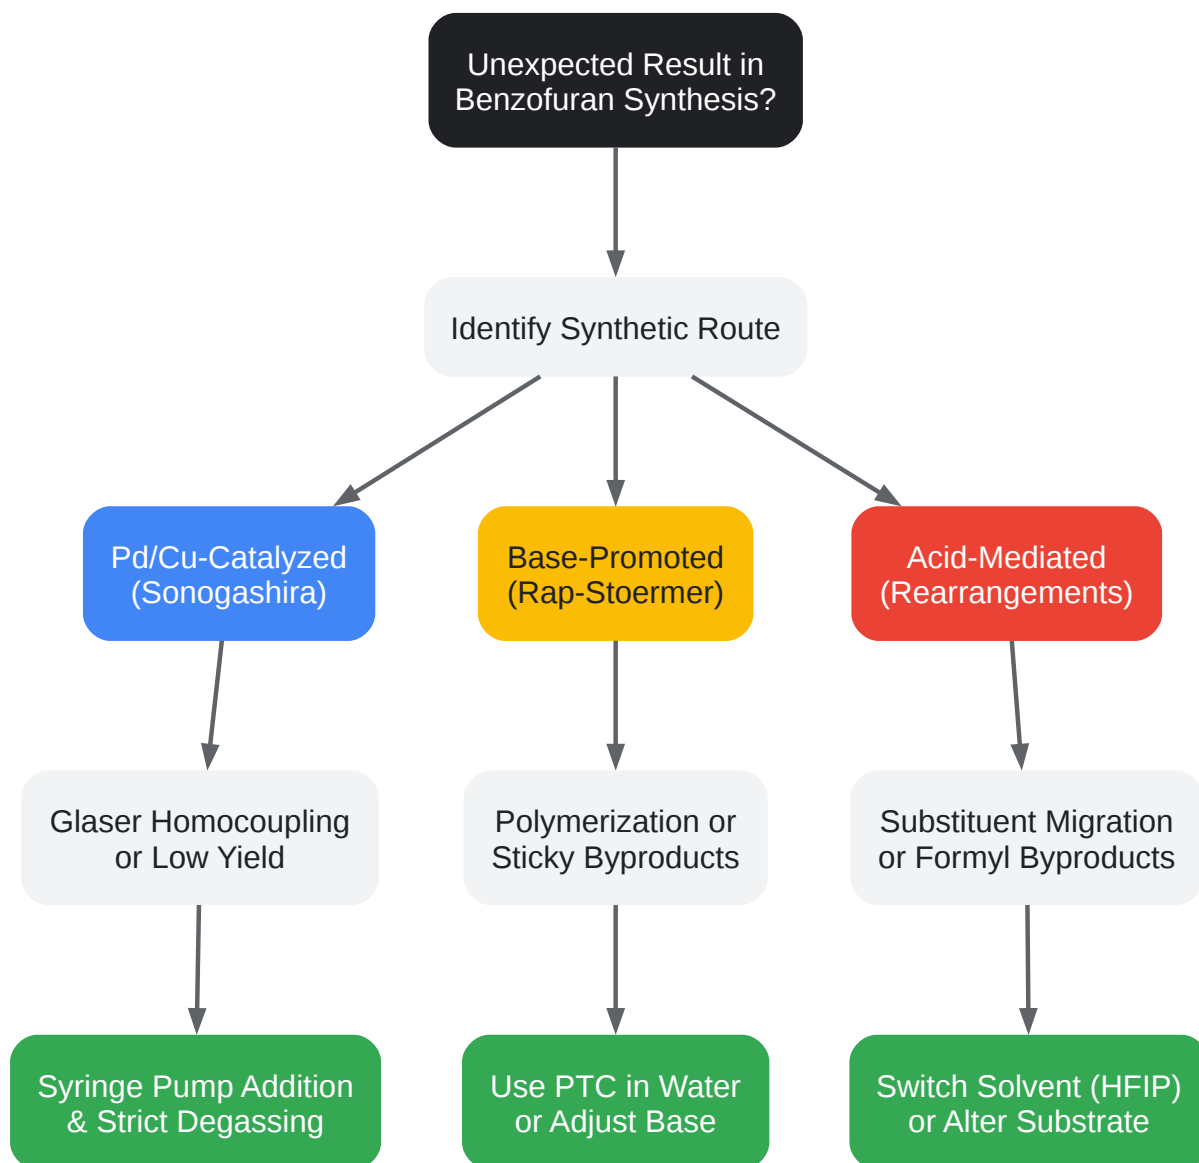 Unexpected Result in
Benzofuran Synthesis?
Identify Synthetic Route
Pd/Cu-Catalyzed
(Sonogashira)
Base-Promoted
(Rap-Stoermer)
Acid-Mediated
(Rearrangements)
Glaser Homocoupling
or Low Yield
Polymerization or
Sticky Byproducts
Substituent Migration
or Formyl Byproducts
Syringe Pump Addition
& Strict Degassing
Use PTC in Water
or Adjust Base
Switch Solvent (HFIP)
or Alter Substrate